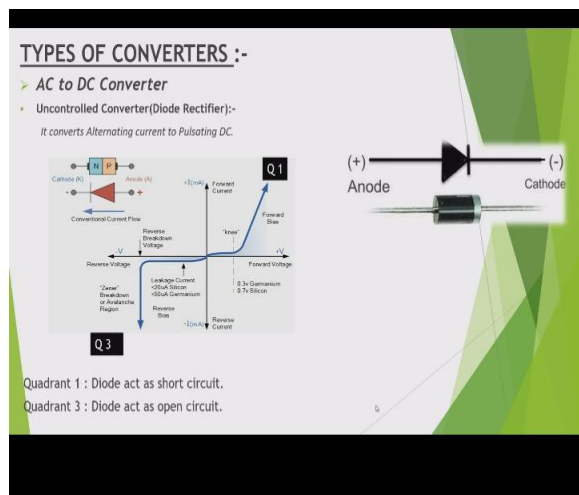 TYPES OF CONVERTERS :-
AC to DC Converter
Uncontrolled Converter(Diode Rectifier):-
It converts Alternating current to Pulsating DC.
N P
Cathode (K) Anode (A)
- +
Conventional Current Flow
+I(mA)
Forward
Current
Q 1
Forward
Bias
"knee"
Reverse
Breakdown
Voltage
-V
+V
Reverse Voltage
Forward Voltage
Leakage Current
<20uA Silicon
<50uA Germanium
0.3v Germanium
0.7v Silicon
"Zener"
Breakdown
or Avalanche
Region
Reverse
Bias
-I(mA)
Reverse
Current
Q 3
(+) (-)
Anode Cathode
Quadrant 1 : Diode act as short circuit.
Quadrant 3 : Diode act as open circuit.